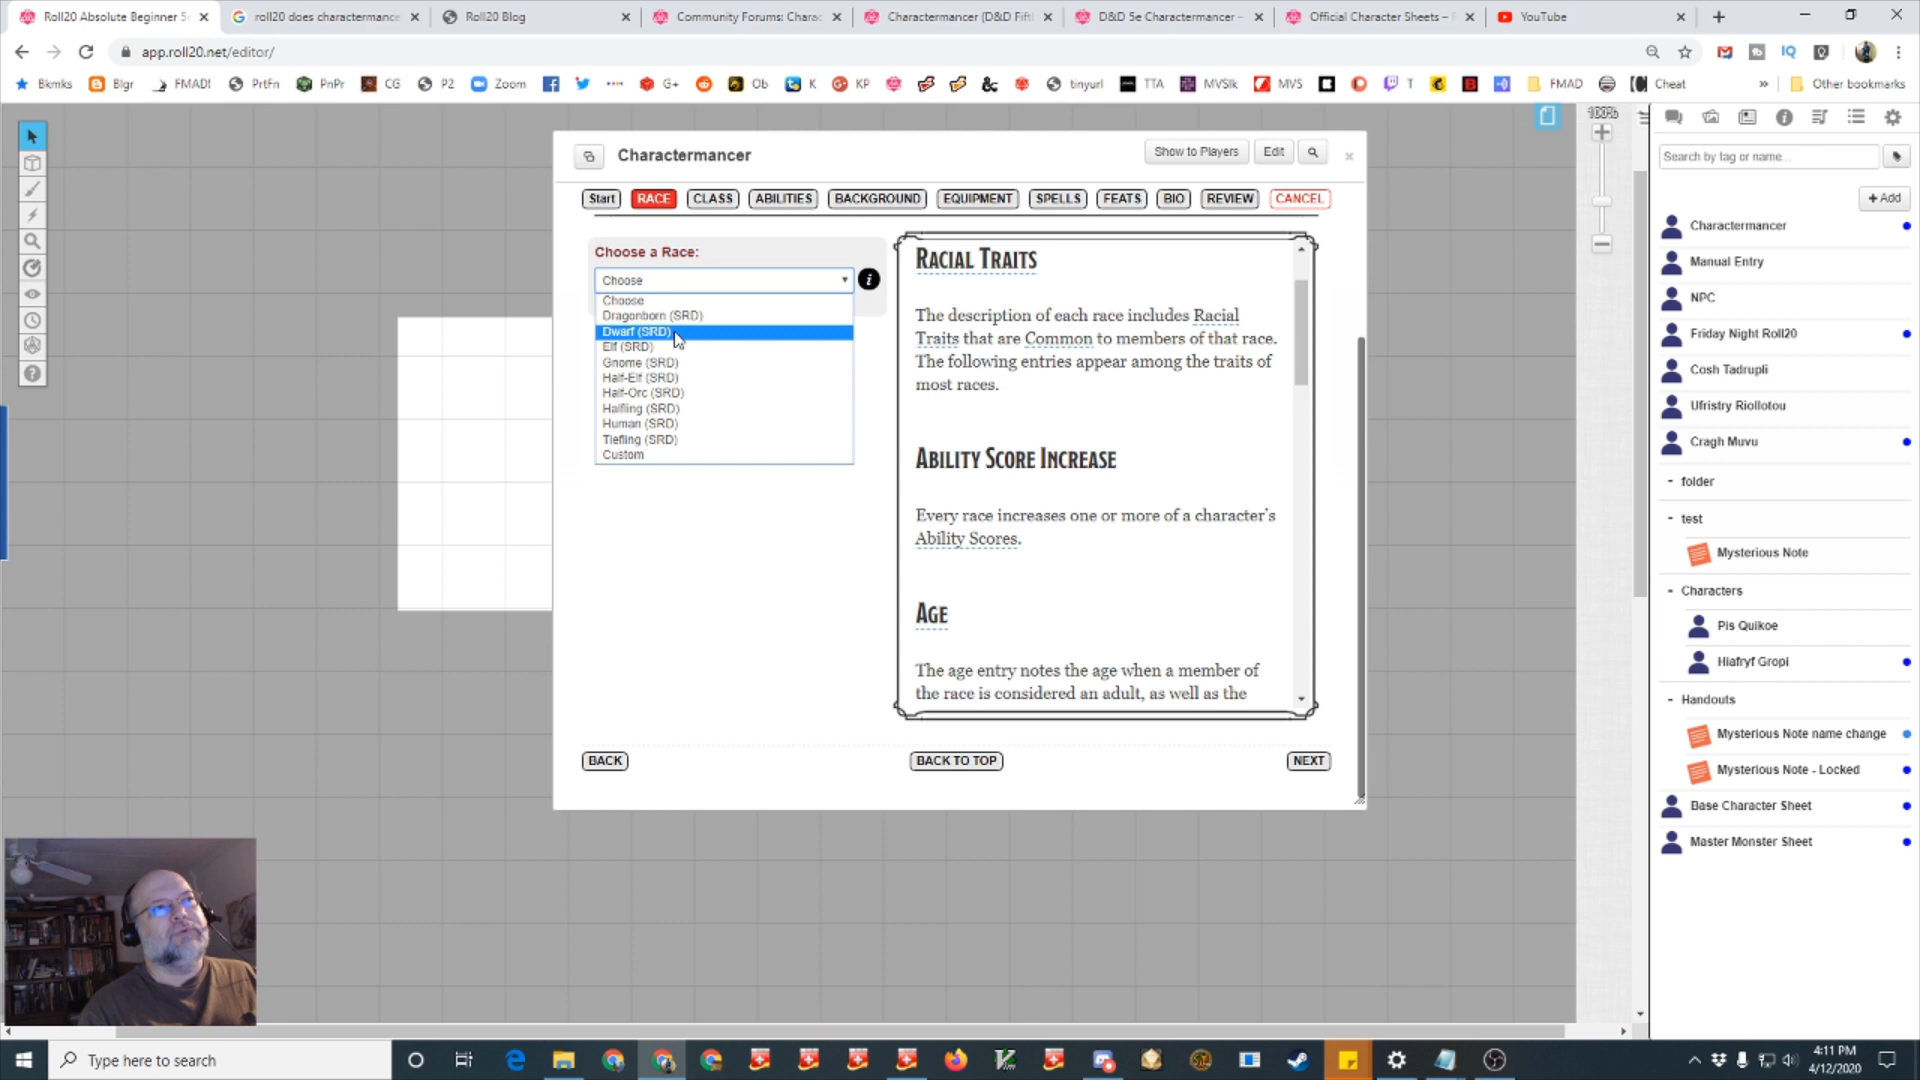 Roll20 Absolute Beginner 5e
roll20 does charactermance
Roll20 Blog
Community Forums: Charac
Charactermancer (D&D Fifth
D&D 5e Charactermancer –
Official Character Sheets –
YouTube
app.roll20.net/editor/
Bkmks
Blgr
FMAD!
PrtFn
PnPr
CG
P2
Zoom
G+
Ob
K
KP
tinyurl
TTA
MVSlk
MVS
T
FMAD
Cheat
Other bookmarks
100%
Charactermancer
Show to Players
Edit
Start
RACE
CLASS
ABILITIES
BACKGROUND
EQUIPMENT
SPELLS
FEATS
BIO
REVIEW
CANCEL
Choose a Race:
Choose
Choose
Dragonborn (SRD)
Dwarf (SRD)
Elf (SRD)
Gnome (SRD)
Half-Elf (SRD)
Half-Orc (SRD)
Halfling (SRD)
Human (SRD)
Tiefling (SRD)
Custom
RACIAL TRAITS
The description of each race includes Racial
Traits that are Common to members of that race.
The following entries appear among the traits of
most races.
ABILITY SCORE INCREASE
Every race increases one or more of a character's
Ability Scores.
AGE
The age entry notes the age when a member of
the race is considered an adult, as well as the
BACK
BACK TO TOP
NEXT
Search by tag or name...
+ Add
Charactermancer
Manual Entry
NPC
Friday Night Roll20
Cosh Tadrupli
Ufristry Riollotou
Cragh Muvu
- folder
- test
Mysterious Note
- Characters
Pis Quikoe
Hiafryf Gropi
- Handouts
Mysterious Note name change
Mysterious Note - Locked
Base Character Sheet
Master Monster Sheet
Type here to search
4:11 PM
4/12/2020